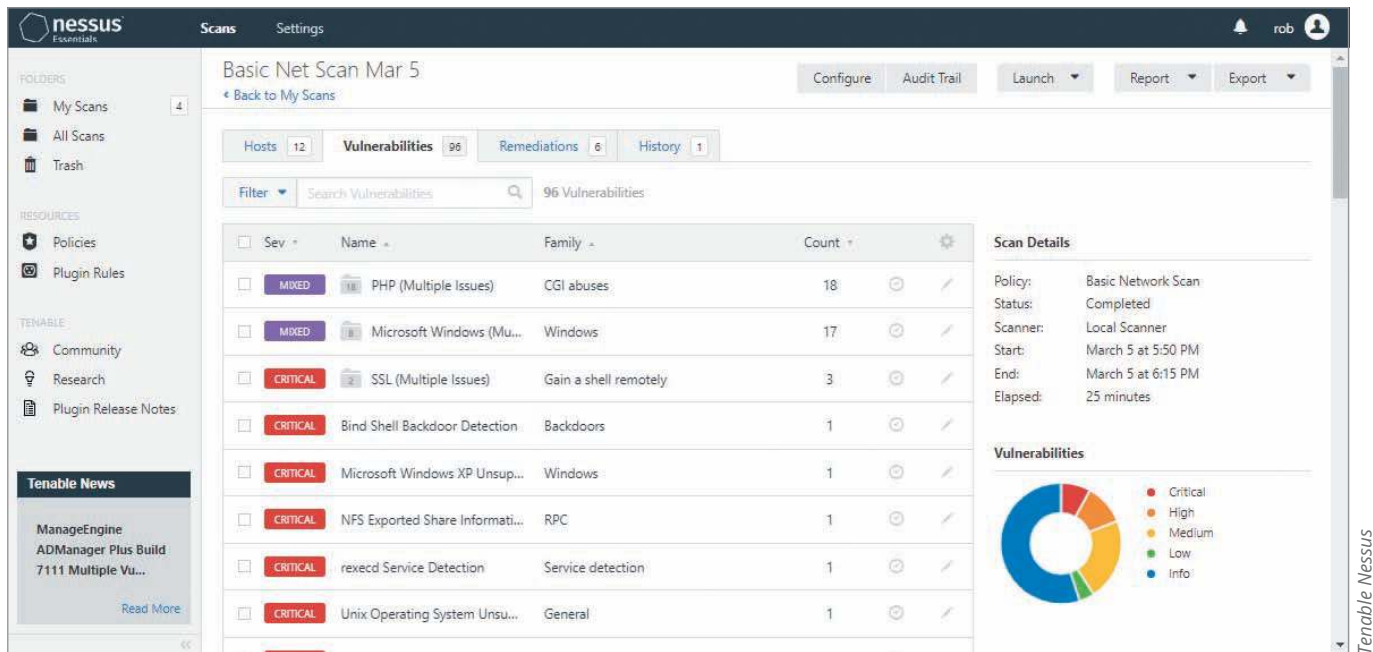 nessus
Essentials
Scans Settings
rob
FOLDERS
My Scans 4
All Scans
Trash
RESOURCES
Policies
Plugin Rules
TENABLE
Community
Research
Plugin Release Notes
Tenable News
ManageEngine
ADManager Plus Build
7111 Multiple Vu...
Read More
Basic Net Scan Mar 5
Back to My Scans
Configure Audit Trail Launch Report Export
Hosts 12 Vulnerabilities 96 Remediations 6 History 1
Filter Search Vulnerabilities 96 Vulnerabilities
Sev Name Family Count
MIXED 18 PHP (Multiple Issues) CGI abuses 18
MIXED 8 Microsoft Windows (Mu... Windows 17
CRITICAL 2 SSL (Multiple Issues) Gain a shell remotely 3
CRITICAL Bind Shell Backdoor Detection Backdoors 1
CRITICAL Microsoft Windows XP Unsup... Windows 1
CRITICAL NFS Exported Share Informati... RPC 1
CRITICAL rexecd Service Detection Service detection 1
CRITICAL Unix Operating System Unsu... General 1
Scan Details
Policy: Basic Network Scan
Status: Completed
Scanner: Local Scanner
Start: March 5 at 5:50 PM
End: March 5 at 6:15 PM
Elapsed: 25 minutes
Vulnerabilities
Critical
High
Medium
Low
Info
Tenable Nessus